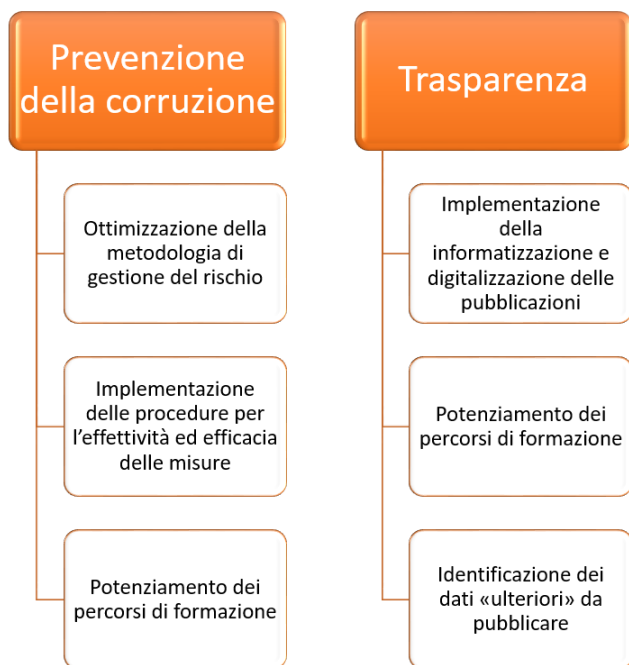 Prevenzione
della corruzione
Ottimizzazione della
metodologia di
gestione del rischio
Implementazione
delle procedure per
l'effettività ed efficacia
delle misure
Potenziamento dei
percorsi di formazione
Trasparenza
Implementazione
della
informatizzazione e
digitalizzazione delle
pubblicazioni
Potenziamento dei
percorsi di formazione
Identificazione dei
dati «ulteriori» da
pubblicare